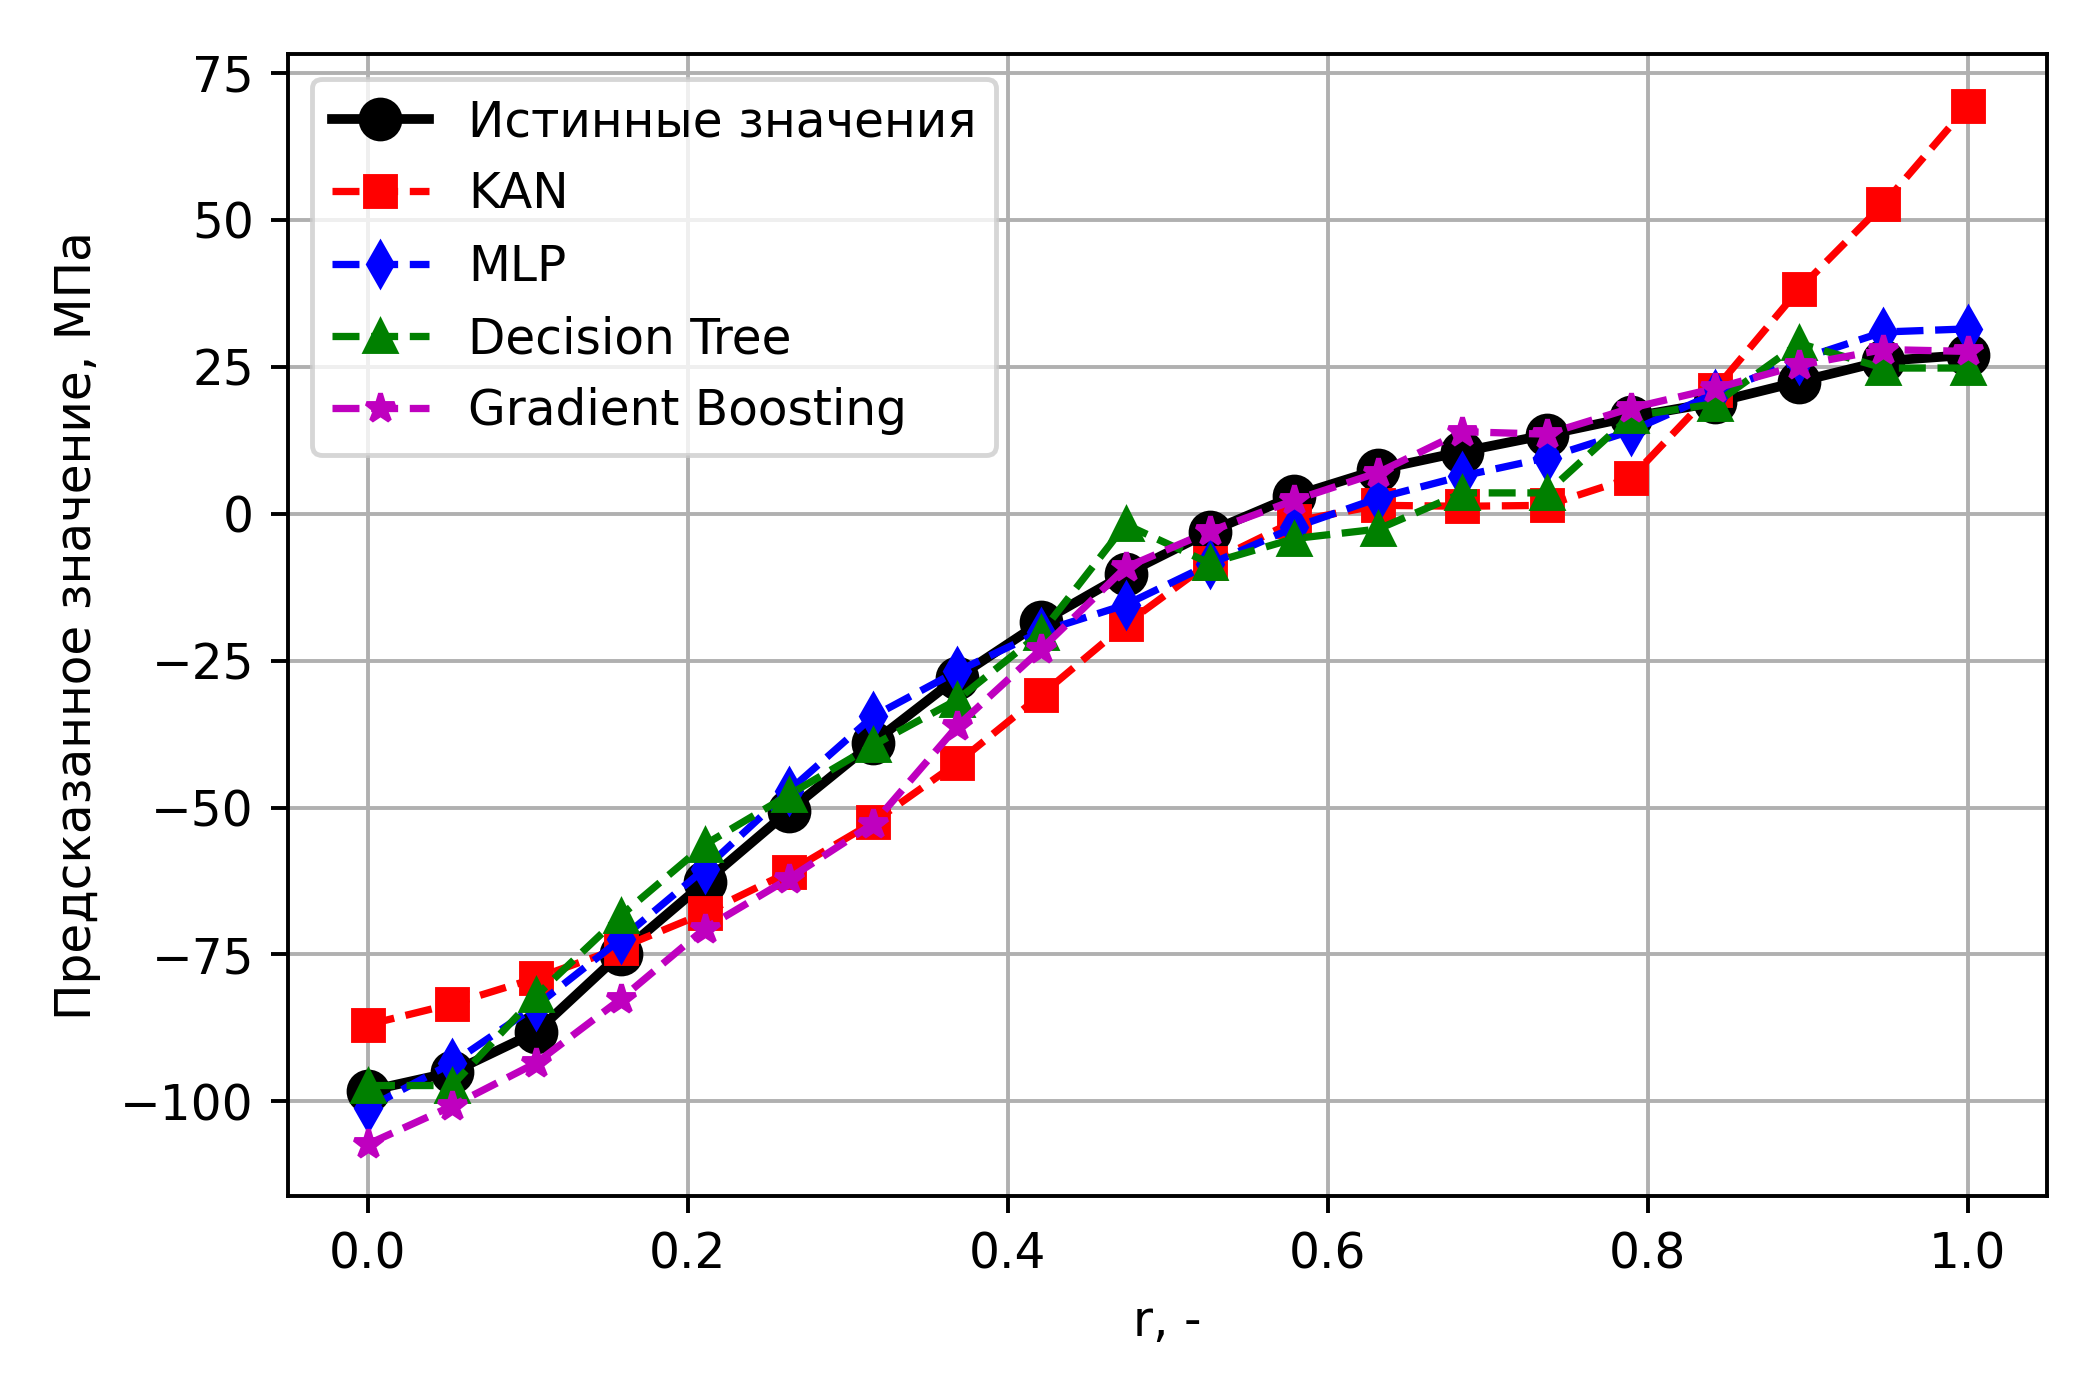 75
50
25
0
−25
−50
−75
−100
Предсказанное значение, МПа
Истинные значения
KAN
MLP
Decision Tree
Gradient Boosting
0.0 0.2 0.4 0.6 0.8 1.0
r, -